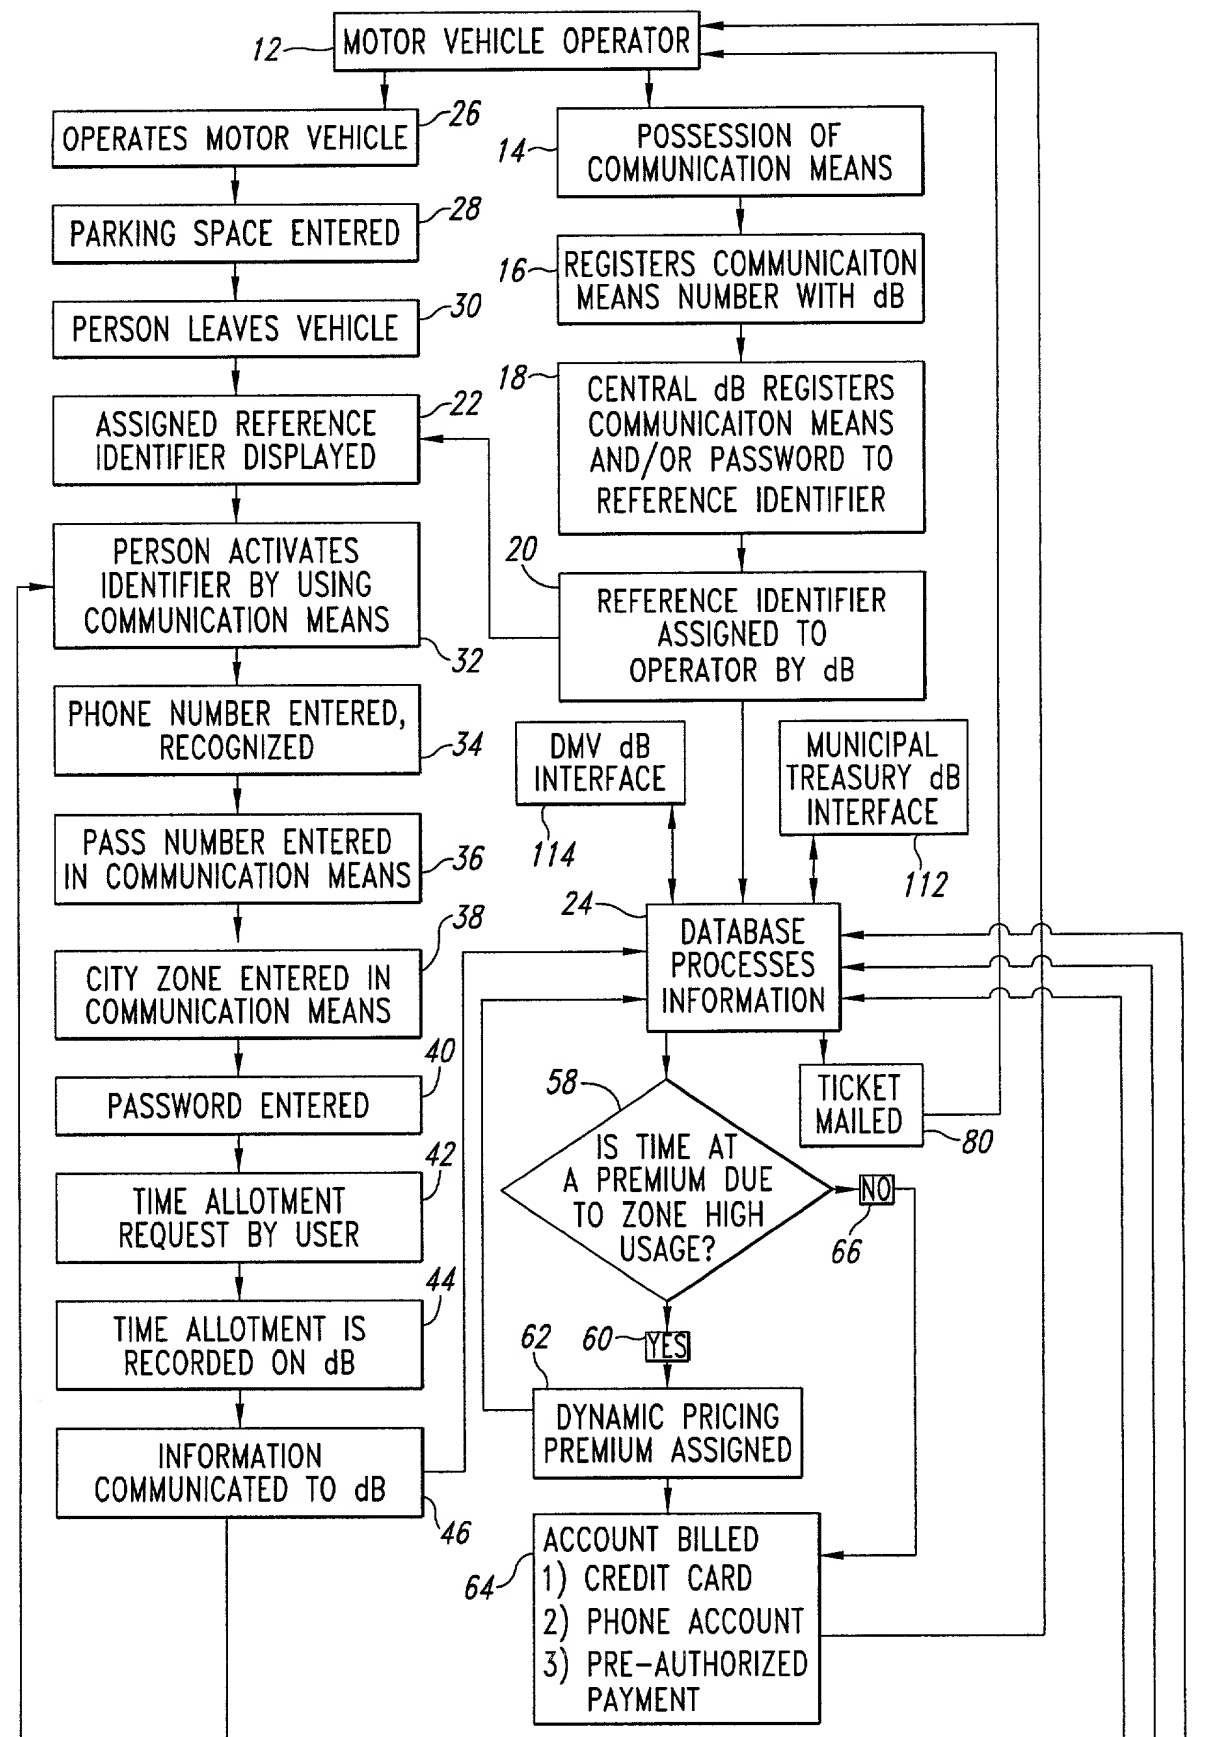 MOTOR VEHICLE OPERATOR
12
OPERATES MOTOR VEHICLE
26
PARKING SPACE ENTERED
28
PERSON LEAVES VEHICLE
30
ASSIGNED REFERENCE
IDENTIFIER DISPLAYED
22
PERSON ACTIVATES
IDENTIFIER BY USING
COMMUNICATION MEANS
32
PHONE NUMBER ENTERED,
RECOGNIZED
34
PASS NUMBER ENTERED
IN COMMUNICATION MEANS
36
CITY ZONE ENTERED IN
COMMUNICATION MEANS
38
PASSWORD ENTERED
40
TIME ALLOTMENT
REQUEST BY USER
42
TIME ALLOTMENT IS
RECORDED ON dB
44
INFORMATION
COMMUNICATED TO dB
46
POSSESSION OF
COMMUNICATION MEANS
14
REGISTERS COMMUNICAITON
MEANS NUMBER WITH dB
16
CENTRAL dB REGISTERS
COMMUNICAITON MEANS
AND/OR PASSWORD TO
REFERENCE IDENTIFIER
18
REFERENCE IDENTIFIER
ASSIGNED TO
OPERATOR BY dB
20
DMV dB
INTERFACE
114
MUNICIPAL
TREASURY dB
INTERFACE
112
DATABASE
PROCESSES
INFORMATION
24
TICKET
MAILED
80
IS TIME AT
A PREMIUM DUE
TO ZONE HIGH
USAGE?
58
NO
66
YES
60
DYNAMIC PRICING
PREMIUM ASSIGNED
62
ACCOUNT BILLED
1) CREDIT CARD
2) PHONE ACCOUNT
3) PRE-AUTHORIZED
PAYMENT
64